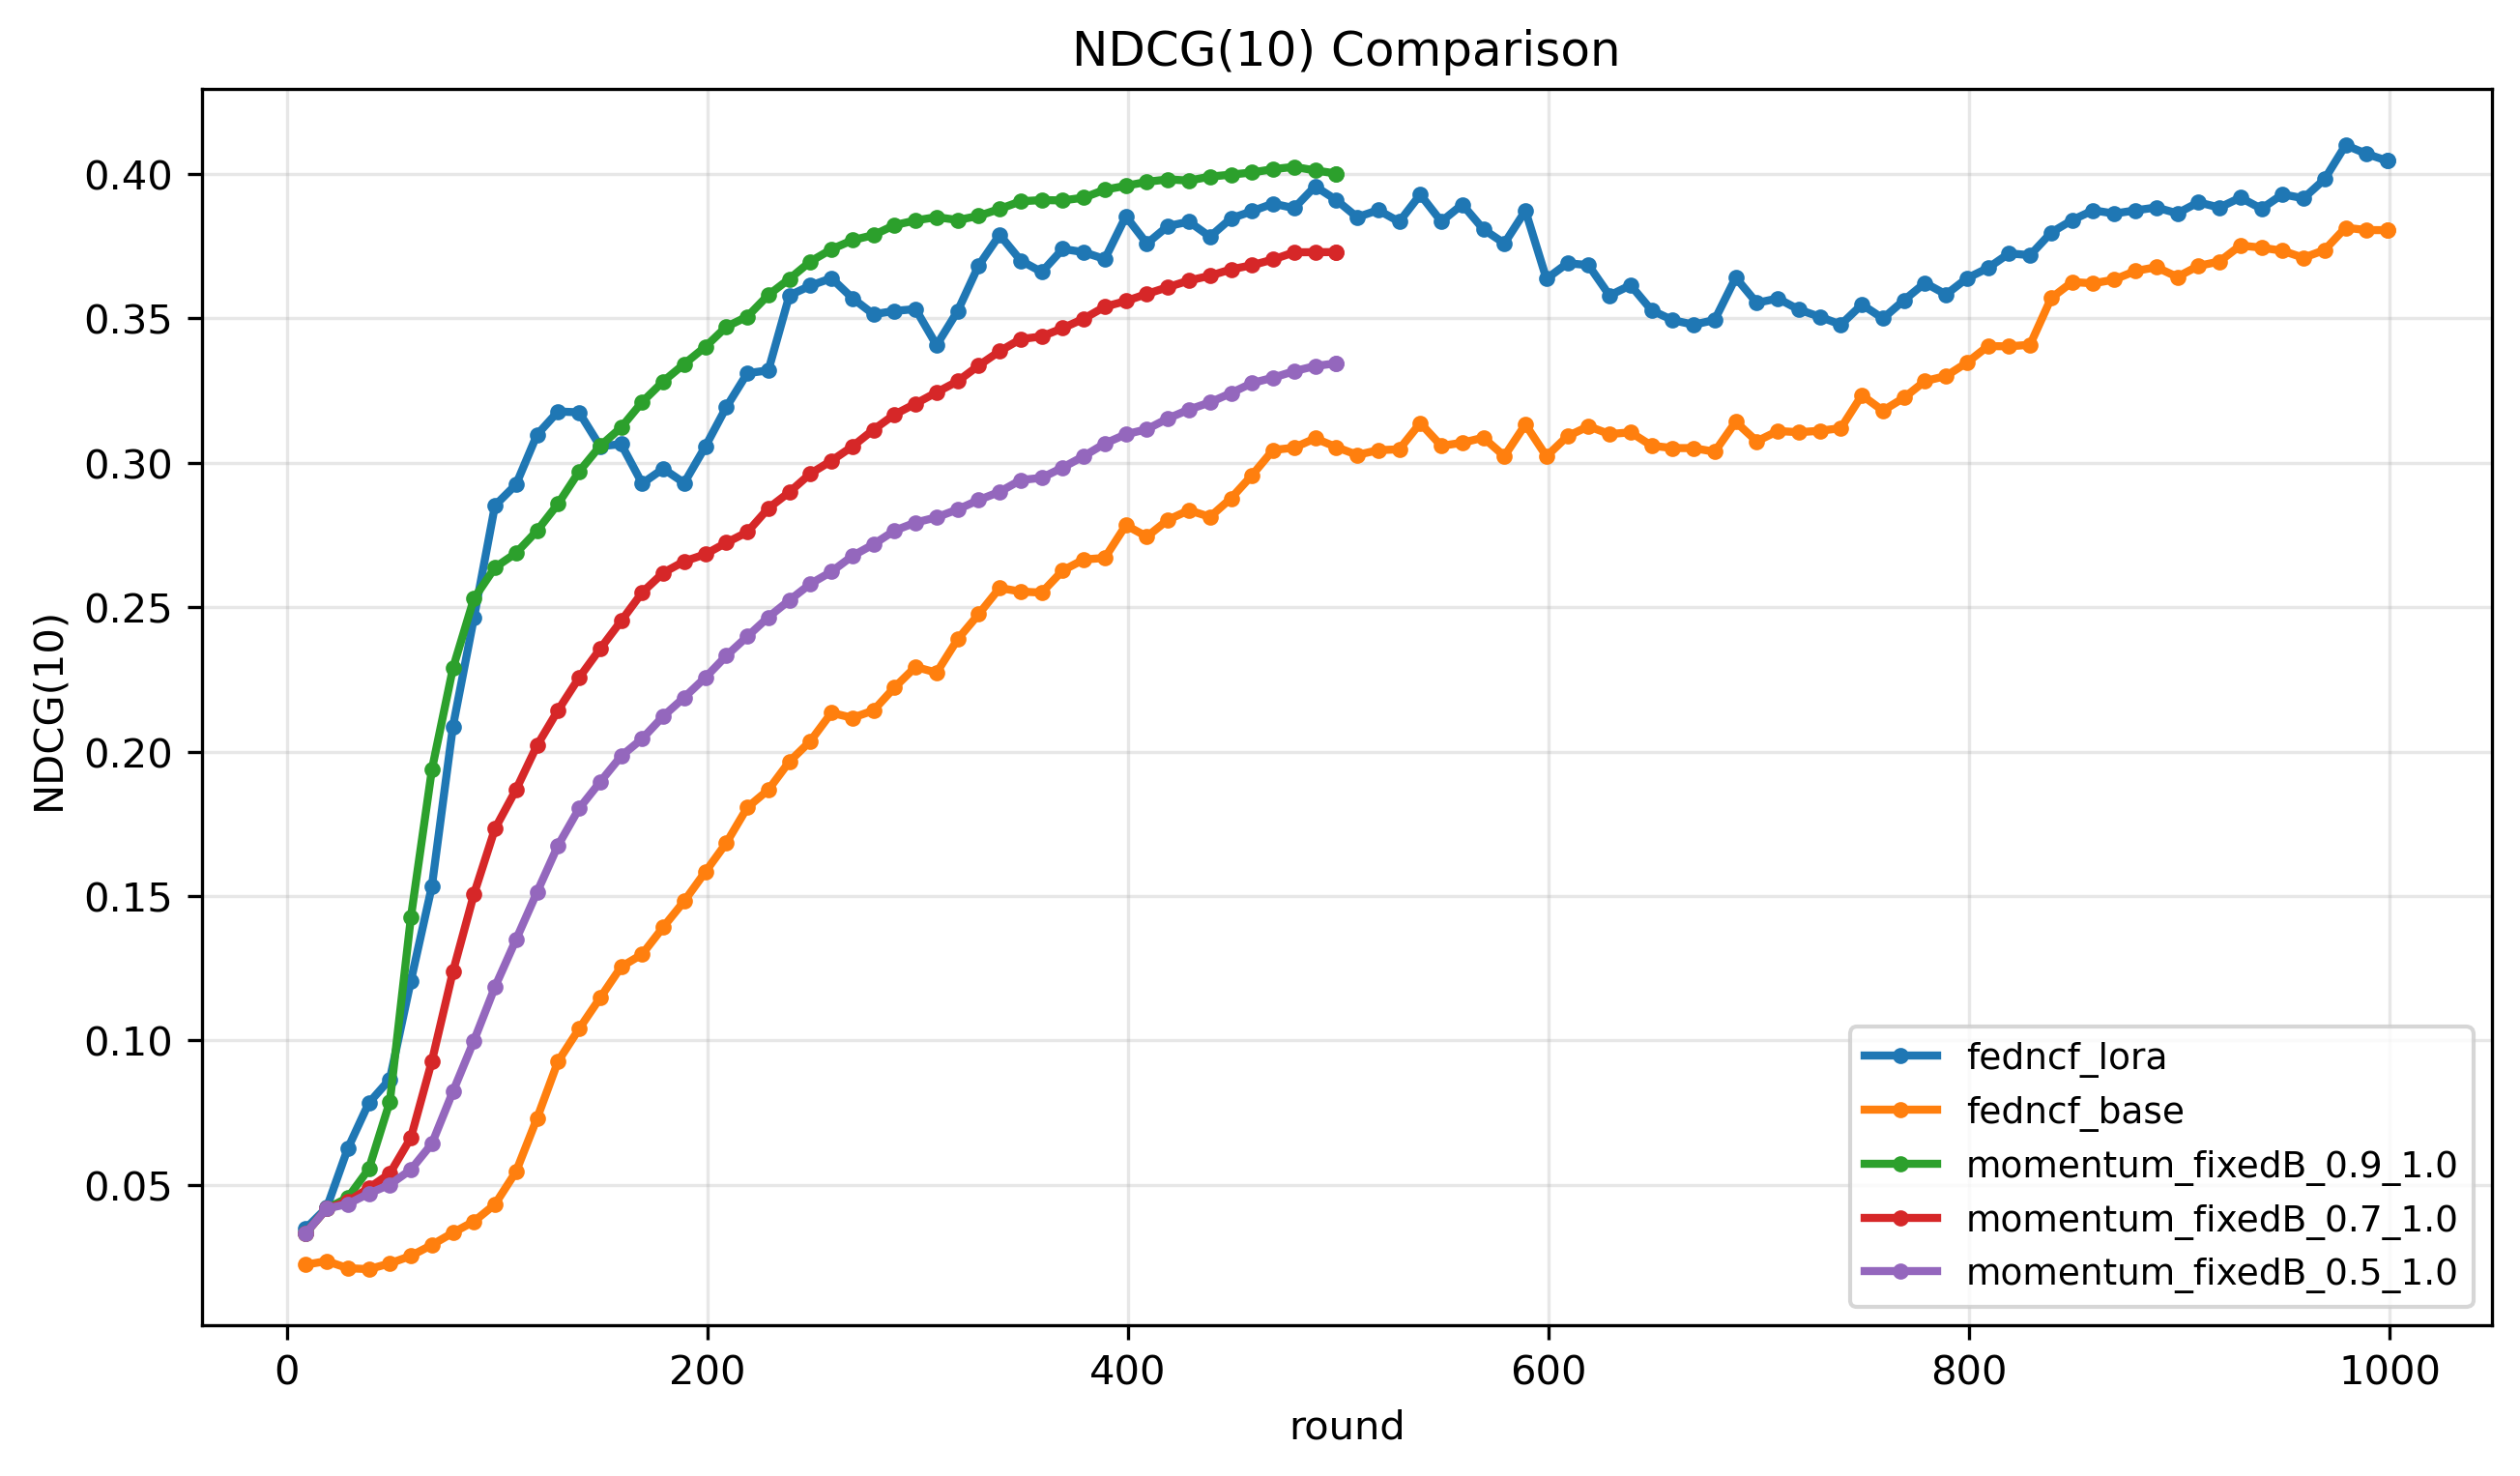 NDCG(10) Comparison
NDCG(10)
0.40
0.35
0.30
0.25
0.20
0.15
0.10
0.05
0 200 400 600 800 1000
round
fedncf_lora
fedncf_base
momentum_fixedB_0.9_1.0
momentum_fixedB_0.7_1.0
momentum_fixedB_0.5_1.0